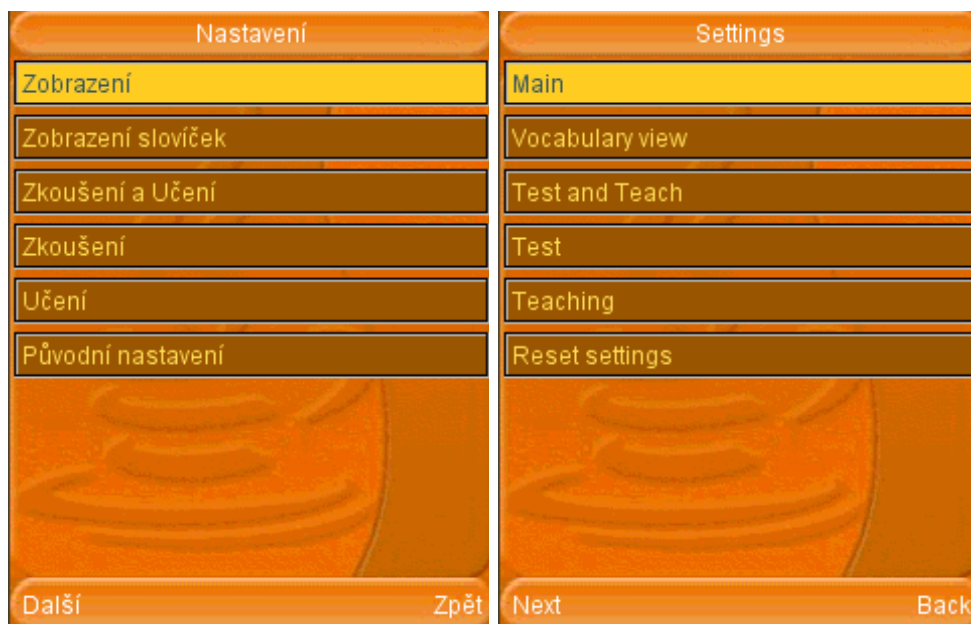 Nastavení
Zobrazení
Zobrazení slovíček
Zkoušení a Učení
Zkoušení
Učení
Původní nastavení
Další
Zpět
Settings
Main
Vocabulary view
Test and Teach
Test
Teaching
Reset settings
Next
Back